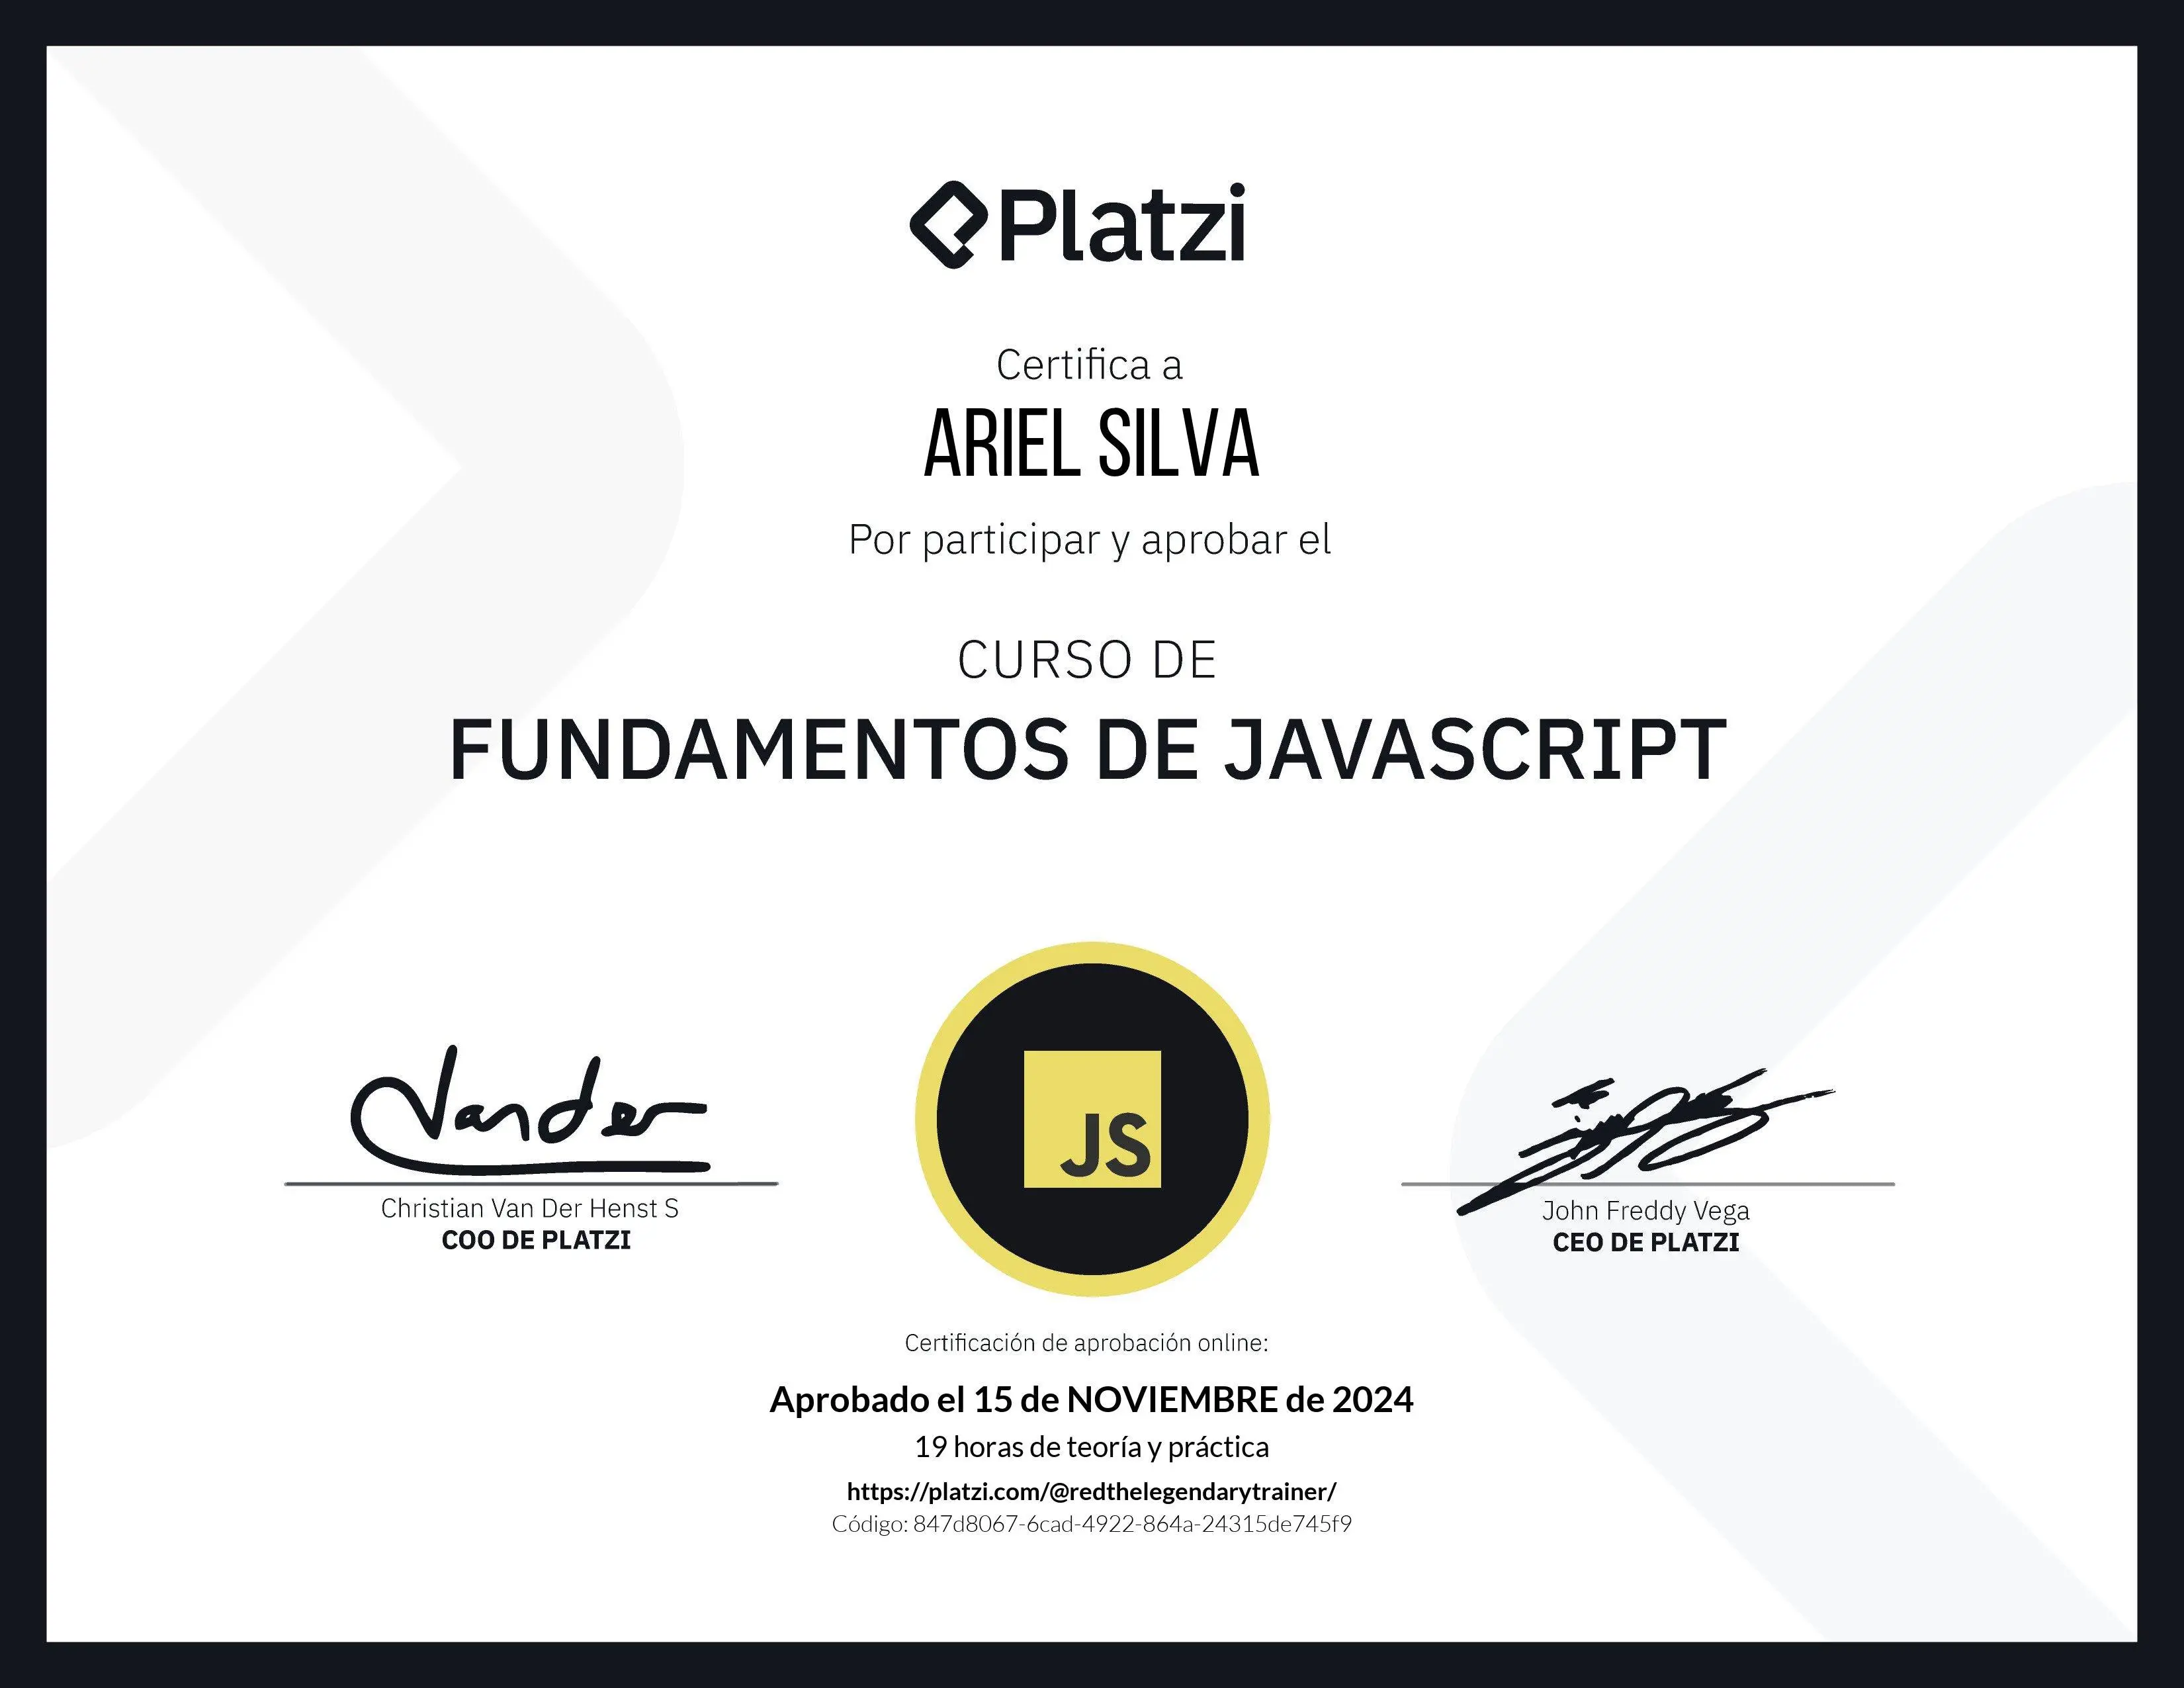 Platzi
Certifica a
ARIEL SILVA
Por participar y aprobar el
CURSO DE
FUNDAMENTOS DE JAVASCRIPT
Vander
JS
Christian Van Der Henst S
COO DE PLATZI
John Freddy Vega
CEO DE PLATZI
Certificación de aprobación online:
Aprobado el 15 de NOVIEMBRE de 2024
19 horas de teoría y práctica
https://platzi.com/@redthelegendarytrainer/
Código: 847d8067-6cad-4922-864a-24315de745f9